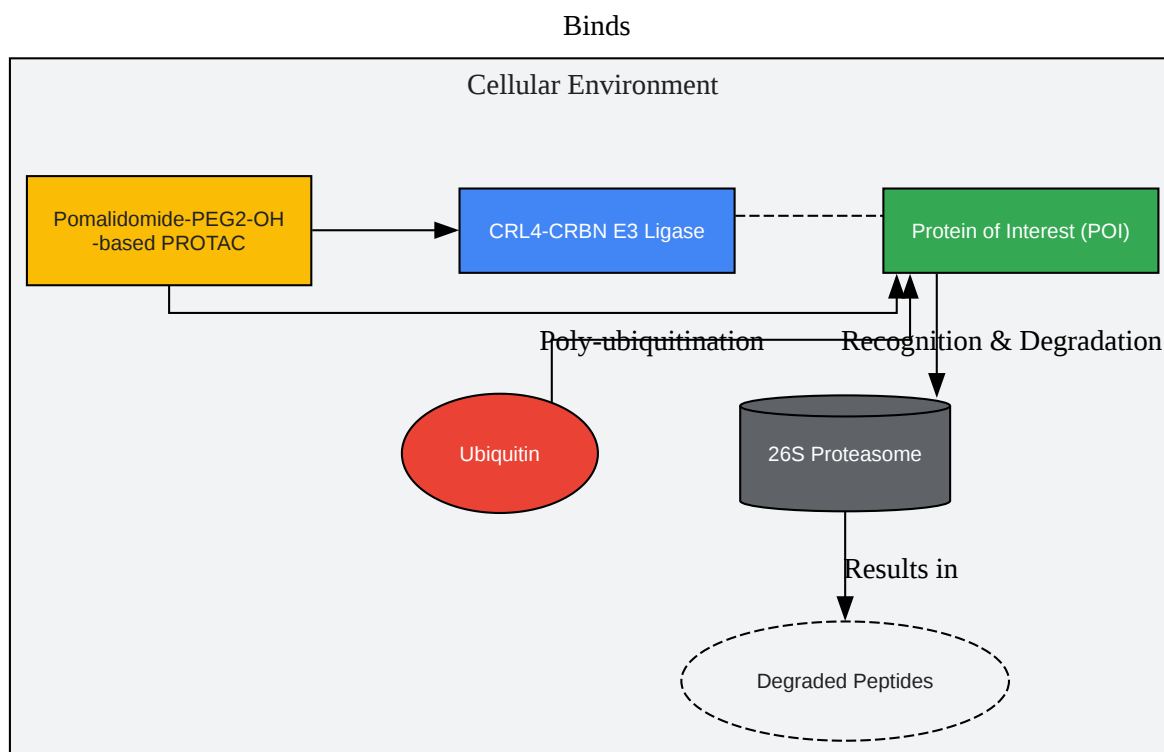 Binds
Cellular Environment
Pomalidomide-PEG2-OH
-based PROTAC
CRL4-CRBN E3 Ligase
Protein of Interest (POI)
Poly-ubiquitination
Recognition & Degradation
Ubiquitin
26S Proteasome
Results in
Degraded Peptides